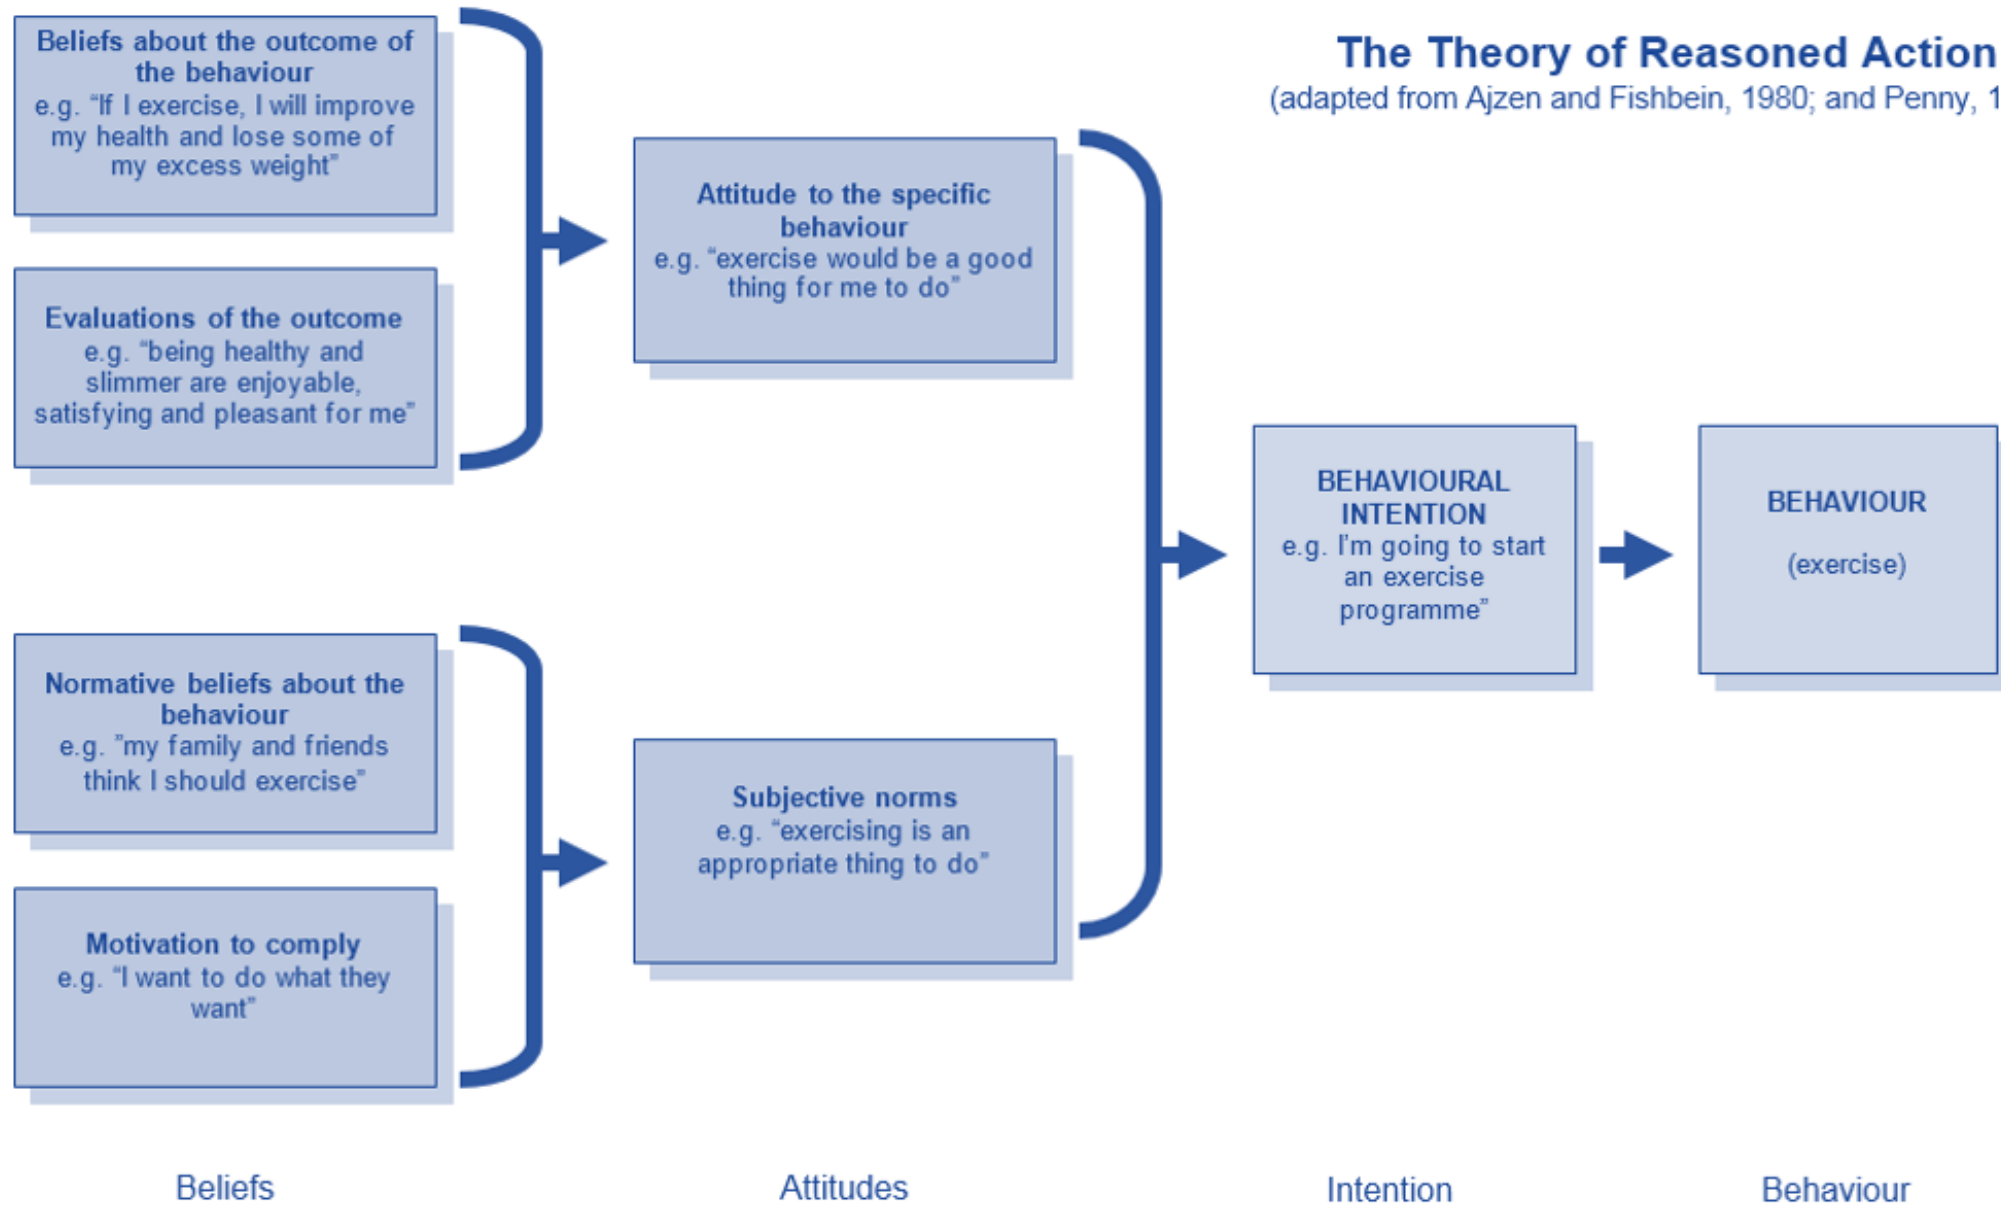 The Theory of Reasoned Action
(adapted from Ajzen and Fishbein, 1980; and Penny, 1
Beliefs about the outcome of
the behaviour
e.g. “If I exercise, I will improve
my health and lose some of
my excess weight”
Evaluations of the outcome
e.g. “being healthy and
slimmer are enjoyable,
satisfying and pleasant for me”
Normative beliefs about the
behaviour
e.g. ”my family and friends
think I should exercise”
Motivation to comply
e.g. “I want to do what they
want”
Attitude to the specific
behaviour
e.g. “exercise would be a good
thing for me to do”
Subjective norms
e.g. “exercising is an
appropriate thing to do”
BEHAVIOURAL
INTENTION
e.g. I’m going to start
an exercise
programme”
BEHAVIOUR
(exercise)
Beliefs
Attitudes
Intention
Behaviour